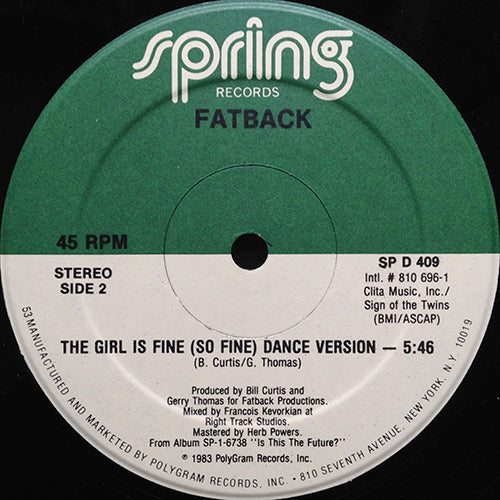 spring
RECORDS
FATBACK
45 RPM
STEREO
SIDE 2
SP D 409
Intl. # 810 696-1
Clita Music, Inc./
Sign of the Twins
(BMI/ASCAP)
THE GIRL IS FINE (SO FINE) DANCE VERSION — 5:46
(B. Curtis/G. Thomas)
Produced by Bill Curtis and
Gerry Thomas for Fatback Productions.
Mixed by Francois Kevorkian at
Right Track Studios.
Mastered by Herb Powers.
From Album SP-1-6738 "Is This The Future?"
℗ 1983 PolyGram Records, Inc.
53 MANUFACTURED AND MARKETED BY POLYGRAM RECORDS, INC. • 810 SEVENTH AVENUE, NEW YORK, N.Y. 10019